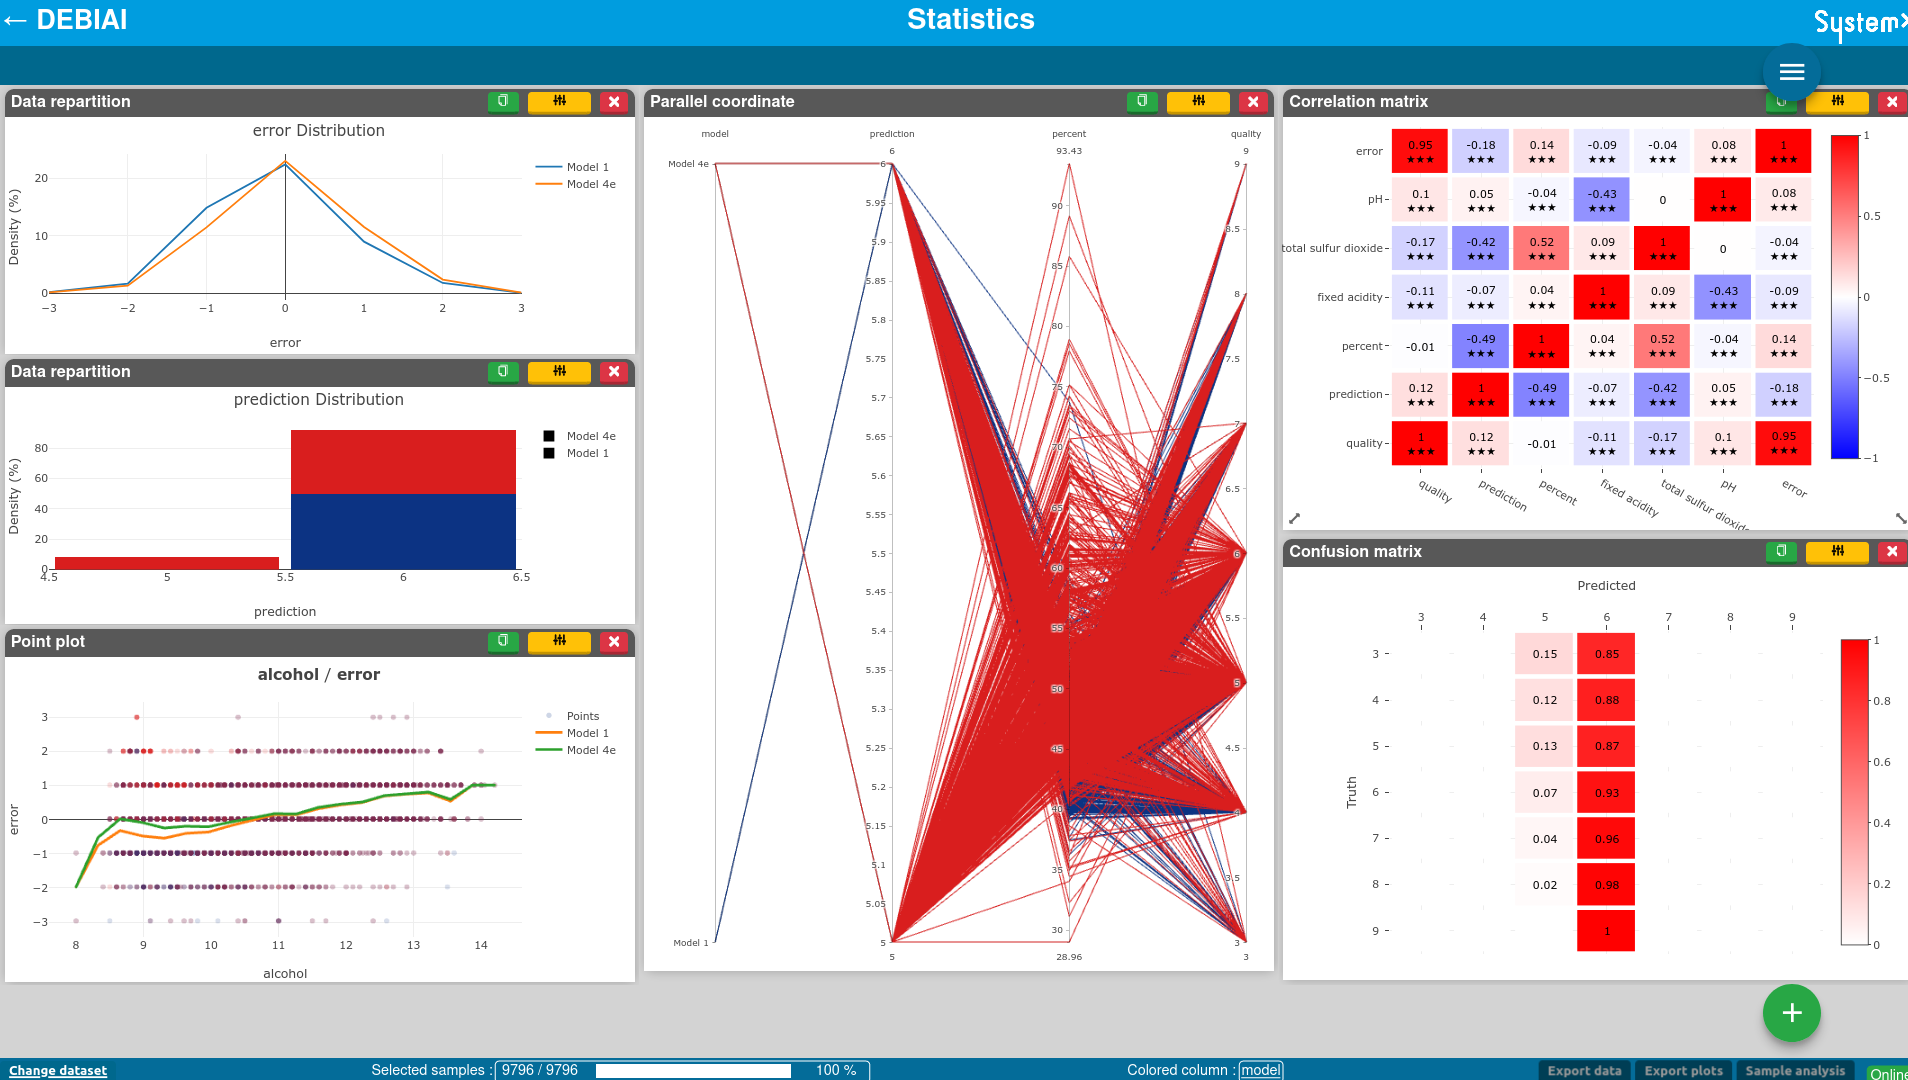 ← DEBIAI
Statistics
System
Data repartition
error Distribution
Density (%)
20
10
0
−3
−2
−1
0
1
2
3
error
Model 1
Model 4e
Data repartition
prediction Distribution
Density (%)
80
60
40
20
0
4.5
5
5.5
6
6.5
prediction
Model 4e
Model 1
Point plot
alcohol / error
error
3
2
1
0
−1
−2
−3
8
9
10
11
12
13
14
alcohol
Points
Model 1
Model 4e
Parallel coordinate
model
prediction
percent
quality
6
93.43
9
Model 4e
Model 1
6
5.95
5.9
5.85
5.8
5.75
5.7
5.65
5.6
5.55
5.5
5.45
5.4
5.35
5.3
5.25
5.2
5.15
5.1
5.05
5
90
85
80
75
70
65
60
55
50
45
40
35
30
9
8.5
8
7.5
7
6.5
6
5.5
5
4.5
4
3.5
3
5
28.96
3
Correlation matrix
error 0.95 -0.18 0.14 -0.09 -0.04 0.08 1
★★★ ★★★ ★★★ ★★★ ★★★ ★★★ ★★★
pH 0.1 0.05 -0.04 -0.43 0 1 0.08
★★★ ★★★ ★★★ ★★★ ★★★ ★★★
total sulfur dioxide -0.17 -0.42 0.52 0.09 1 0 -0.04
★★★ ★★★ ★★★ ★★★ ★★★ ★★★
fixed acidity -0.11 -0.07 0.04 1 0.09 -0.43 -0.09
★★★ ★★★ ★★★ ★★★ ★★★ ★★★ ★★★
percent -0.01 -0.49 1 0.04 0.52 -0.04 0.14
★★★ ★★★ ★★★ ★★★ ★★★ ★★★
prediction 0.12 1 -0.49 -0.07 -0.42 0.05 -0.18
★★★ ★★★ ★★★ ★★★ ★★★ ★★★ ★★★
quality 1 0.12 -0.01 -0.11 -0.17 0.1 0.95
★★★ ★★★ ★★★ ★★★ ★★★ ★★★
quality
prediction
percent
fixed acidity
total sulfur dioxide
pH
error
1
0.5
0
−0.5
−1
Confusion matrix
Predicted
3 4 5 6 7 8 9
Truth
3 0.15 0.85
4 0.12 0.88
5 0.13 0.87
6 0.07 0.93
7 0.04 0.96
8 0.02 0.98
9 1
1
0.8
0.6
0.4
0.2
0
+
Change dataset
Selected samples : 9796 / 9796 100 %
Colored column : model
Export data
Export plots
Sample analysis
Online